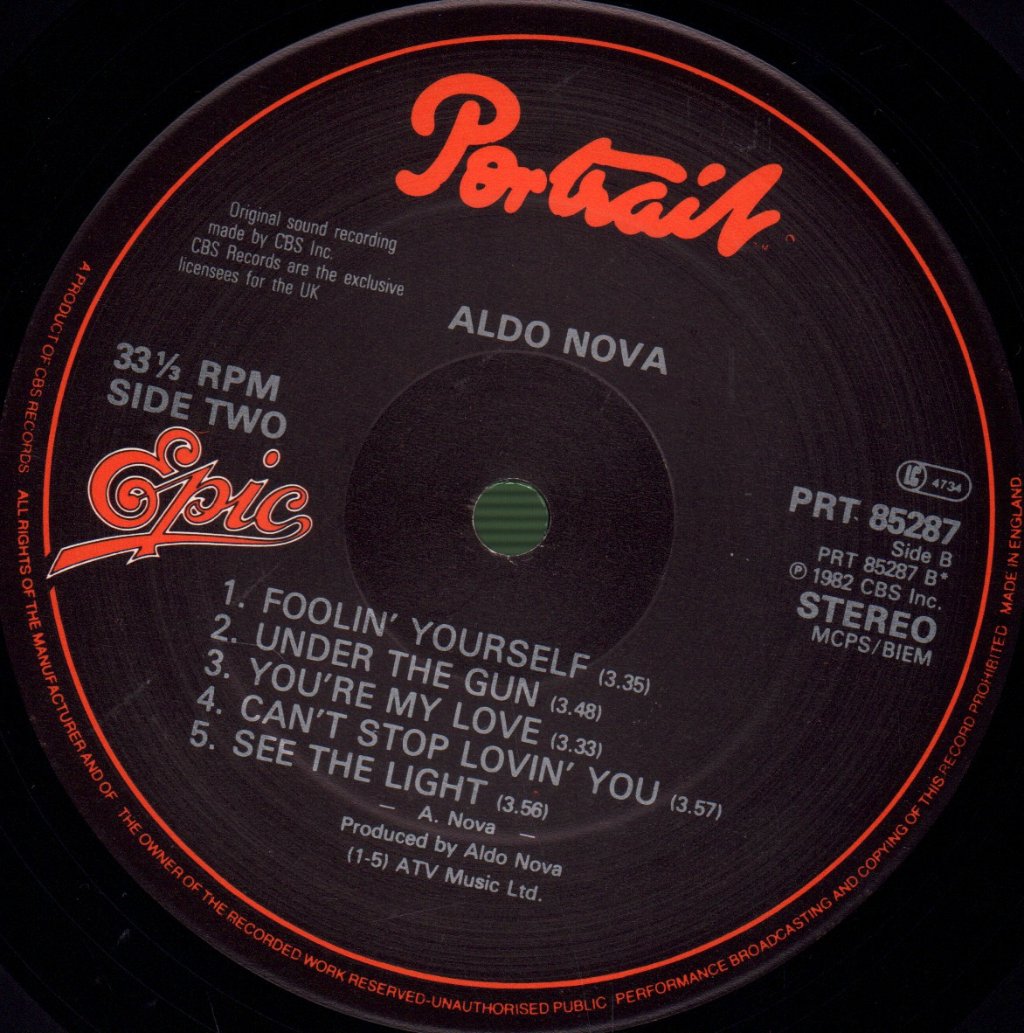 Portrait
Original sound recording
made by CBS Inc.
CBS Records are the exclusive
licensees for the UK
ALDO NOVA
33 1/3 RPM
SIDE TWO
Epic
LC 4734
PRT 85287
Side B
PRT 85287 B*
℗ 1982 CBS Inc.
STEREO
MCPS/BIEM
1. FOOLIN' YOURSELF (3.35)
2. UNDER THE GUN (3.48)
3. YOU'RE MY LOVE (3.33)
4. CAN'T STOP LOVIN' YOU (3.57)
5. SEE THE LIGHT (3.56)
— A. Nova —
Produced by Aldo Nova
(1-5) ATV Music Ltd.
A PRODUCT OF CBS RECORDS ALL RIGHTS OF THE MANUFACTURER AND OF THE OWNER OF THE RECORDED WORK RESERVED-UNAUTHORISED PUBLIC PERFORMANCE BROADCASTING AND COPYING OF THIS RECORD PROHIBITED MADE IN ENGLAND